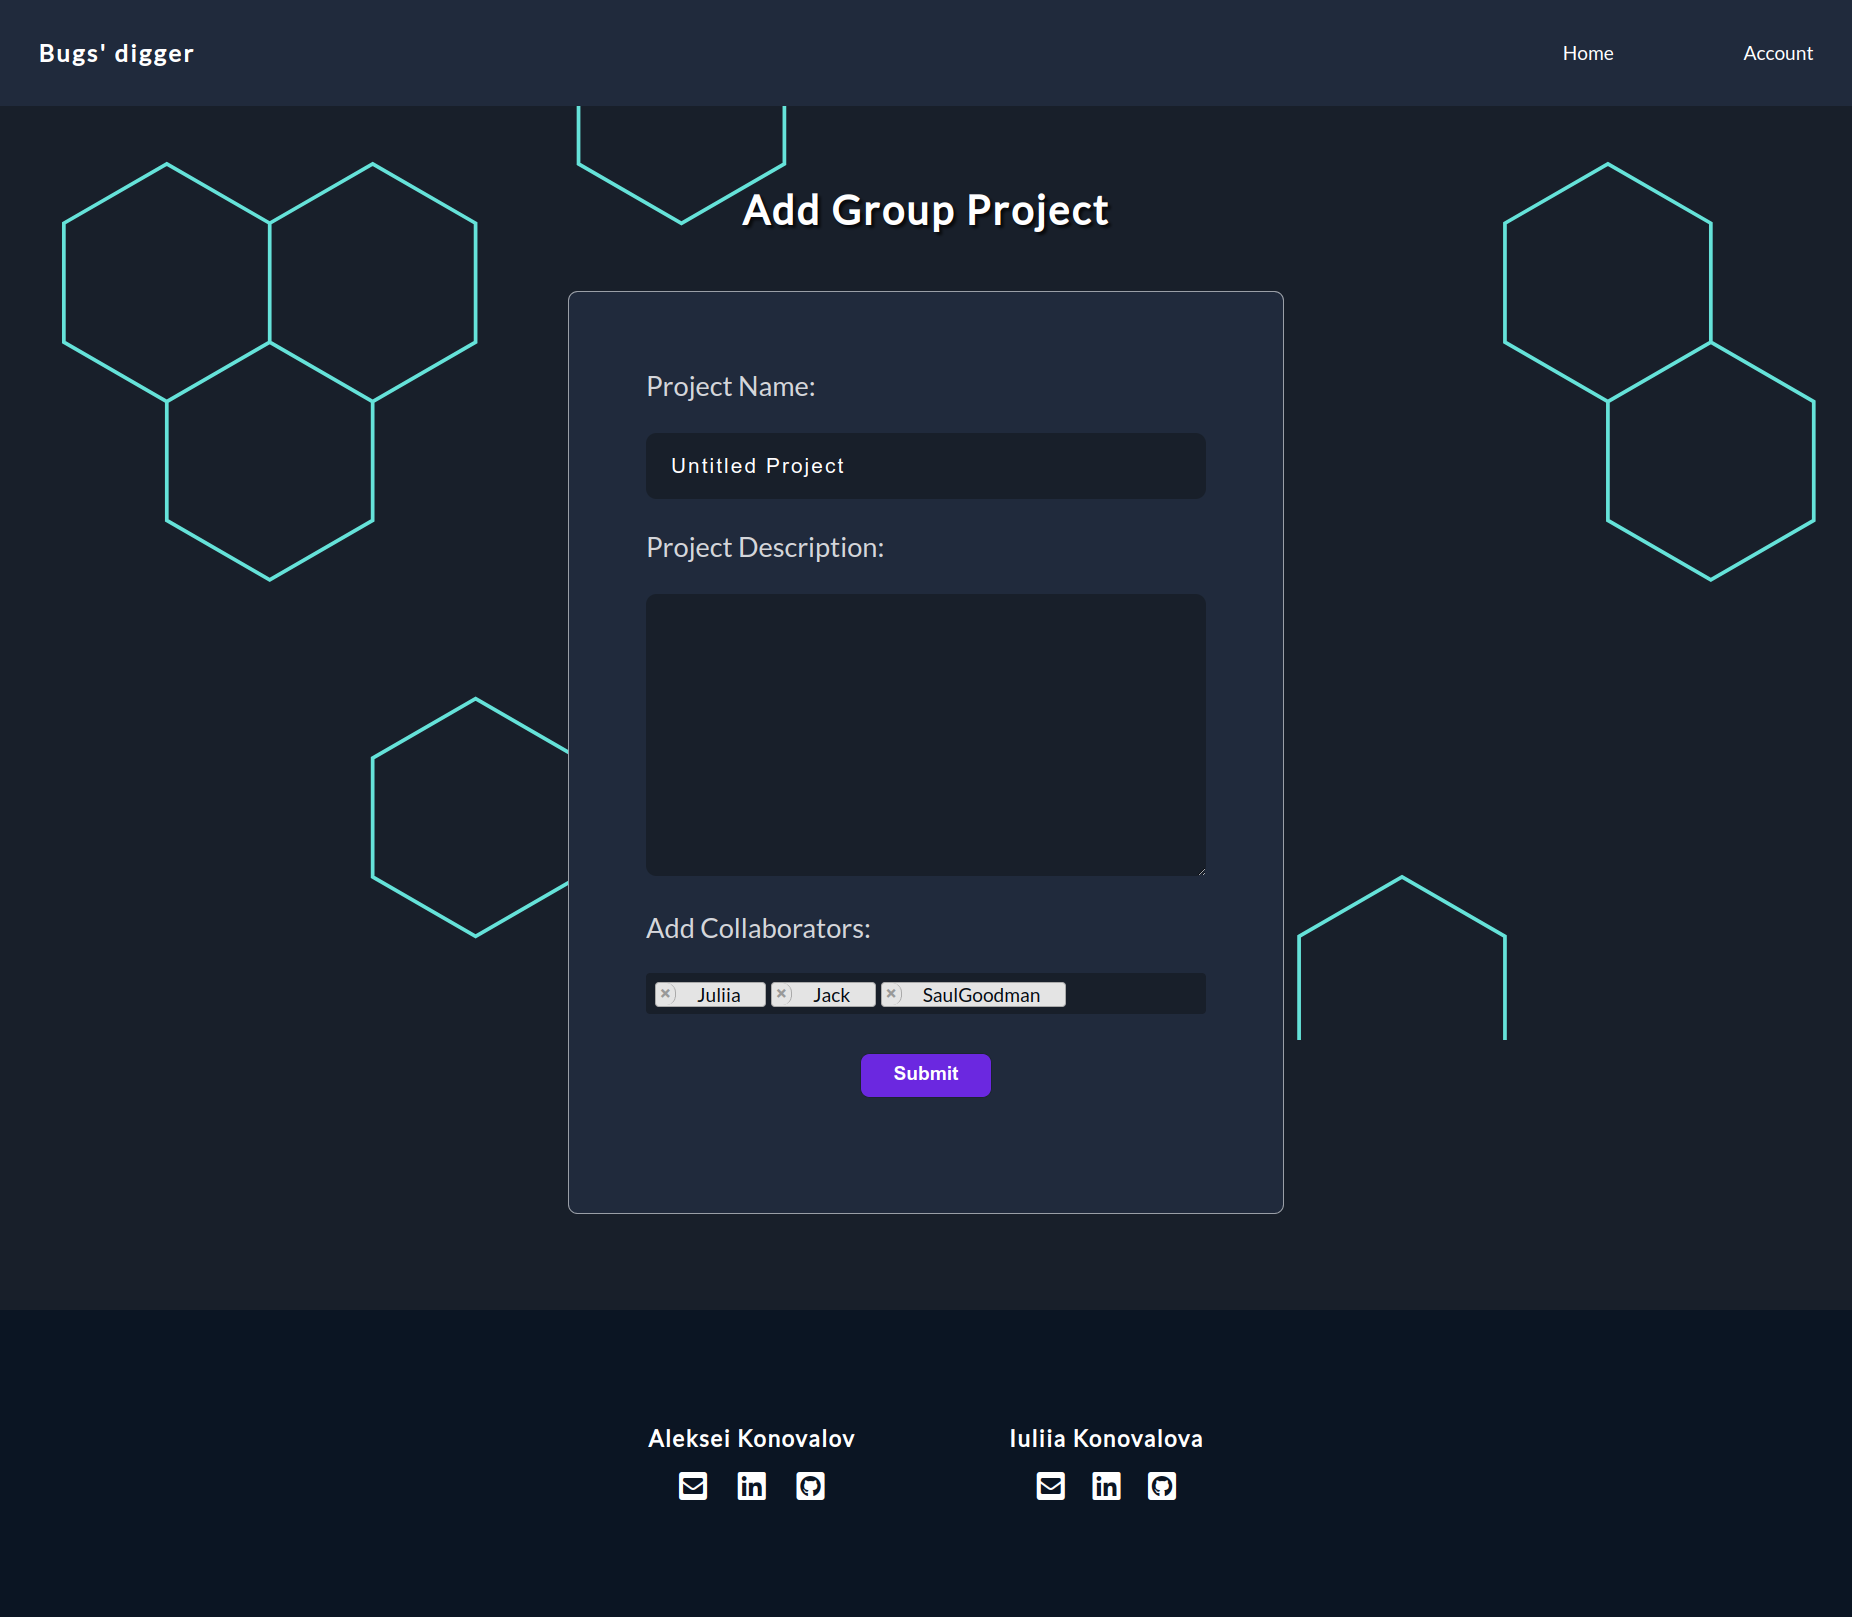 Bugs' digger
Home
Account
Add Group Project
Project Name:
Untitled Project
Project Description:
Add Collaborators:
× Juliia × Jack × SaulGoodman
Submit
Aleksei Konovalov
Iuliia Konovalova